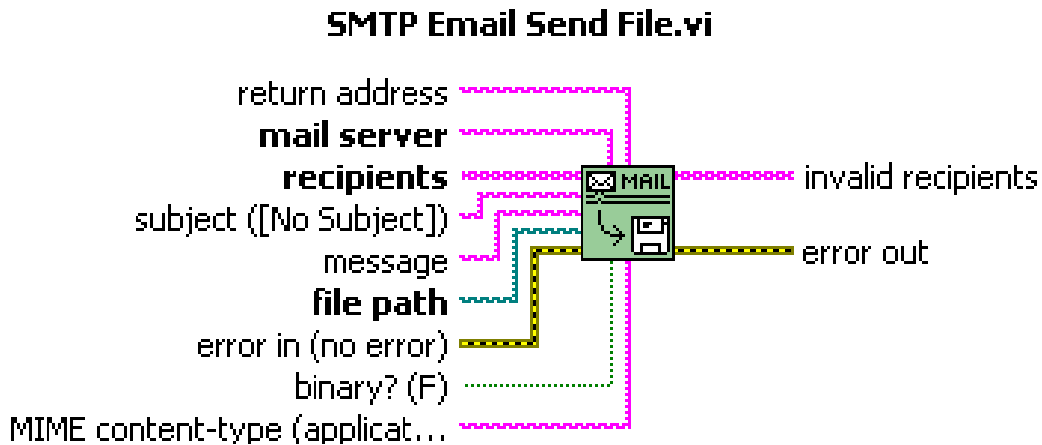 SMTP Email Send File.vi
return address
mail server
recipients
subject ([No Subject])
message
file path
error in (no error)
binary? (F)
MIME content-type (applicat...
MAIL
invalid recipients
error out